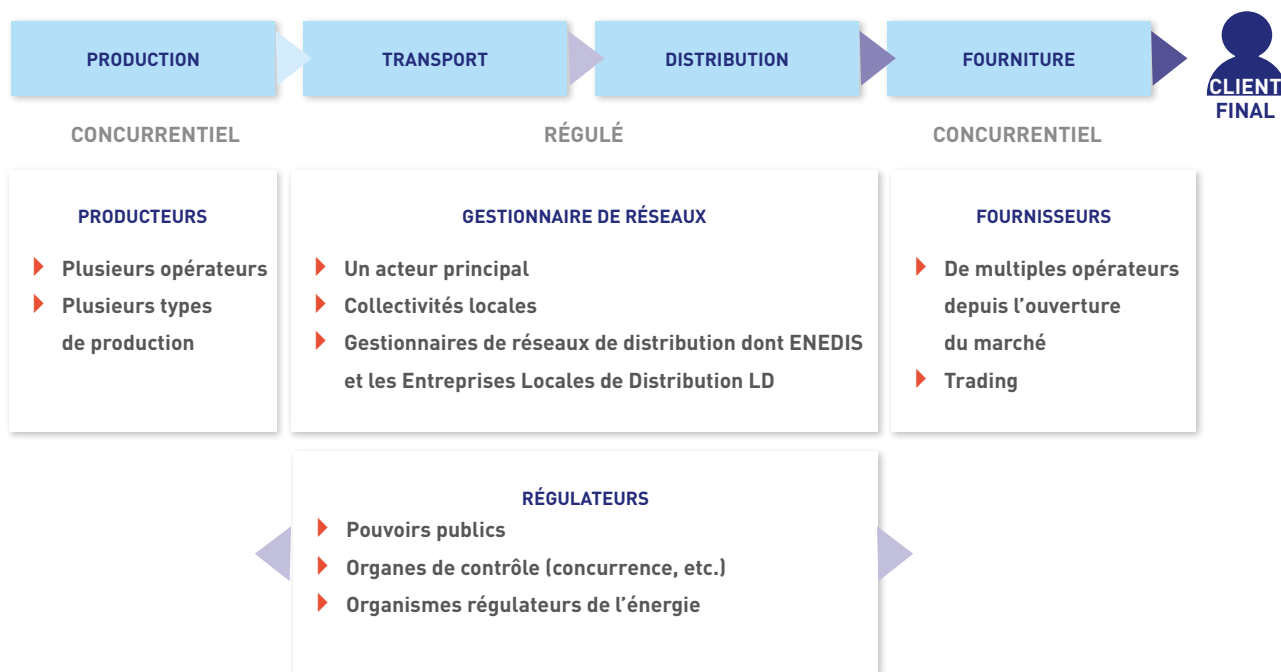 PRODUCTION
TRANSPORT
DISTRIBUTION
FOURNITURE
CLIENT
FINAL
CONCURRENTIEL
RÉGULÉ
CONCURRENTIEL
PRODUCTEURS
Plusieurs opérateurs
Plusieurs types
de production
GESTIONNAIRE DE RÉSEAUX
Un acteur principal
Collectivités locales
Gestionnaires de réseaux de distribution dont ENEDIS
et les Entreprises Locales de Distribution LD
FOURNISSEURS
De multiples opérateurs
depuis l’ouverture
du marché
Trading
RÉGULATEURS
Pouvoirs publics
Organes de contrôle (concurrence, etc.)
Organismes régulateurs de l’énergie